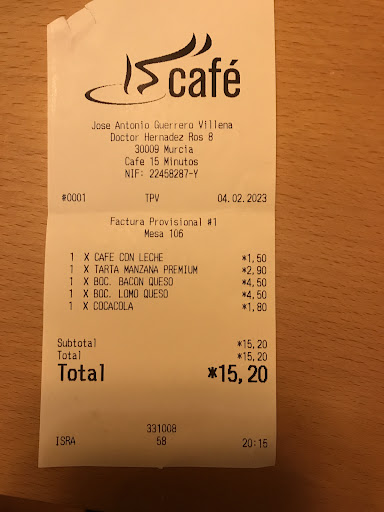 15 café
Jose Antonio Guerrero Villena
Doctor Hernadez Ros 8
30009 Murcia
Cafe 15 Minutos
NIF: 22458287-Y
#0001 TPV 04.02.2023
Factura Provisional #1
Mesa 106
1 X CAFE CON LECHE *1,50
1 X TARTA MANZANA PREMIUM *2,90
1 X BOC. BACON QUESO *4,50
1 X BOC. LOMO QUESO *4,50
1 X COCACOLA *1,80
Subtotal *15,20
Total *15,20
Total *15,20
331008
ISRA 58 20:15